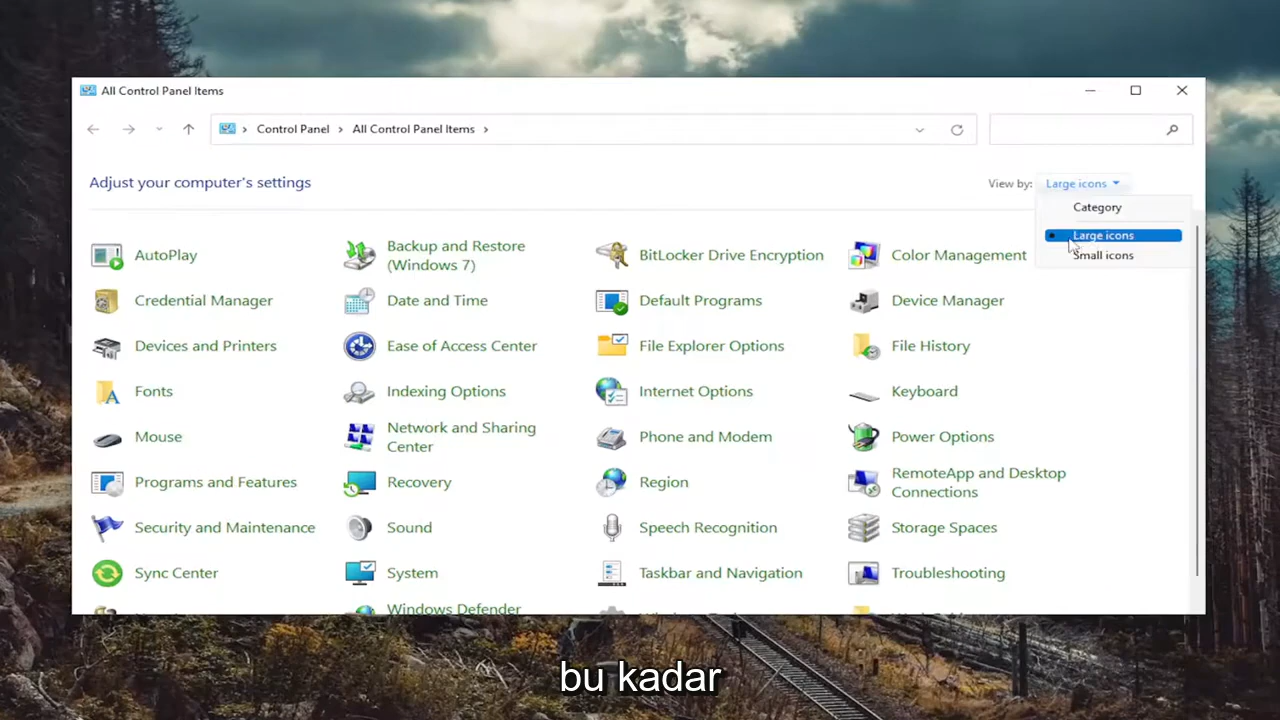 All Control Panel Items
Control Panel > All Control Panel Items >
Adjust your computer's settings
View by: Large icons
Category
Large icons
Small icons
AutoPlay
Backup and Restore
(Windows 7)
BitLocker Drive Encryption
Color Management
Credential Manager
Date and Time
Default Programs
Device Manager
Devices and Printers
Ease of Access Center
File Explorer Options
File History
Fonts
Indexing Options
Internet Options
Keyboard
Mouse
Network and Sharing
Center
Phone and Modem
Power Options
Programs and Features
Recovery
Region
RemoteApp and Desktop
Connections
Security and Maintenance
Sound
Speech Recognition
Storage Spaces
Sync Center
System
Taskbar and Navigation
Troubleshooting
Windows Defender
bu kadar